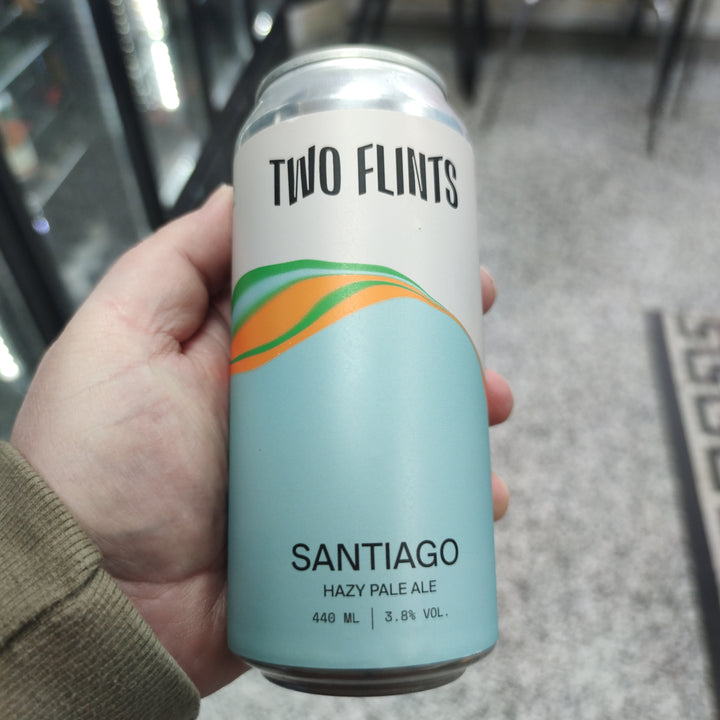 TWO FLINTS
SANTIAGO
HAZY PALE ALE
440 ML | 3.8% VOL.